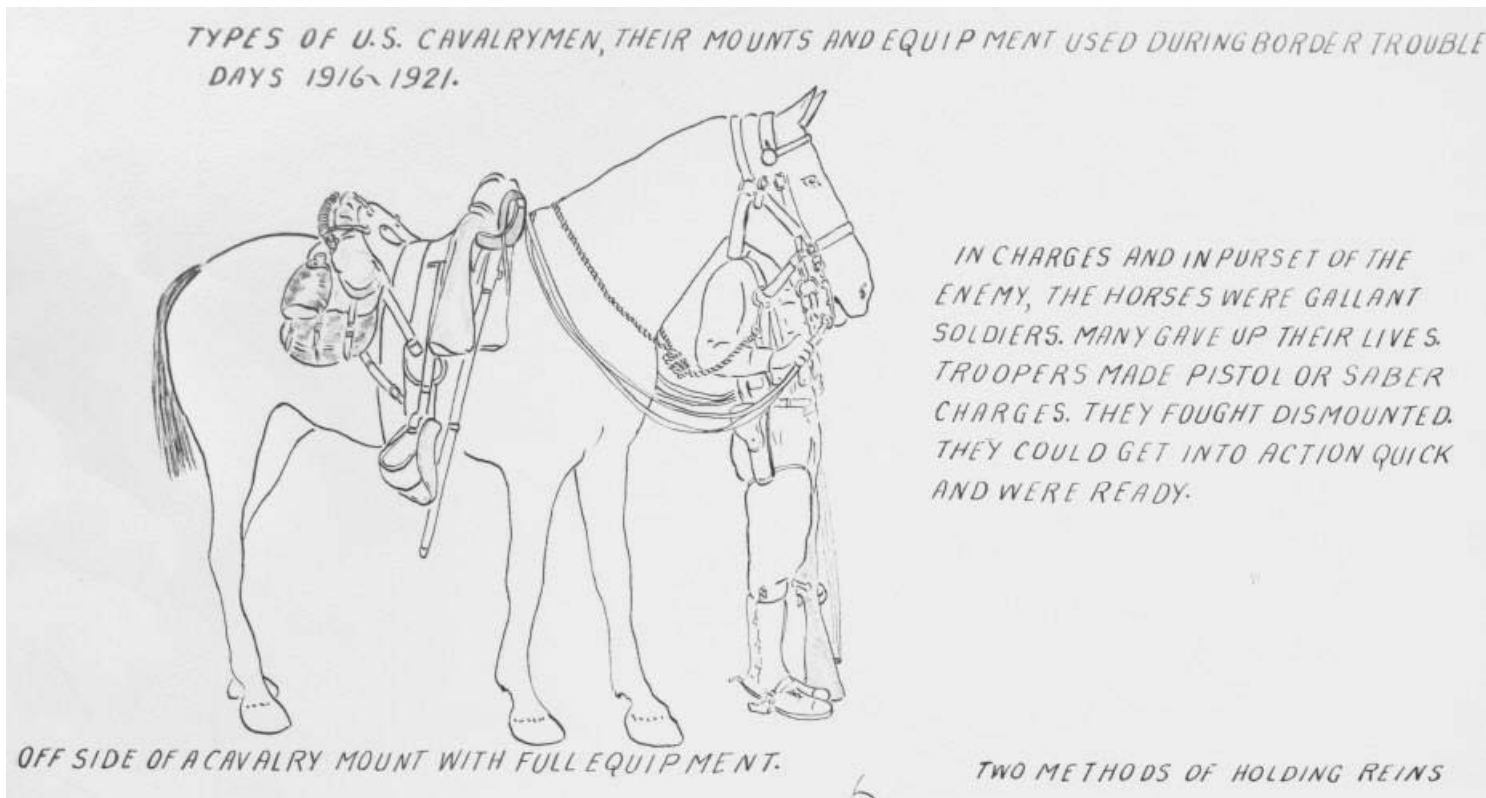 TYPES OF U.S. CAVALRYMEN, THEIR MOUNTS AND EQUIPMENT USED DURING BORDER TROUBLE
DAYS 1916-1921.
IN CHARGES AND IN PURSET OF THE
ENEMY, THE HORSES WERE GALLANT
SOLDIERS. MANY GAVE UP THEIR LIVES.
TROOPERS MADE PISTOL OR SABER
CHARGES. THEY FOUGHT DISMOUNTED.
THEY COULD GET INTO ACTION QUICK
AND WERE READY.
OFF SIDE OF A CAVALRY MOUNT WITH FULL EQUIPMENT.
TWO METHODS OF HOLDING REINS